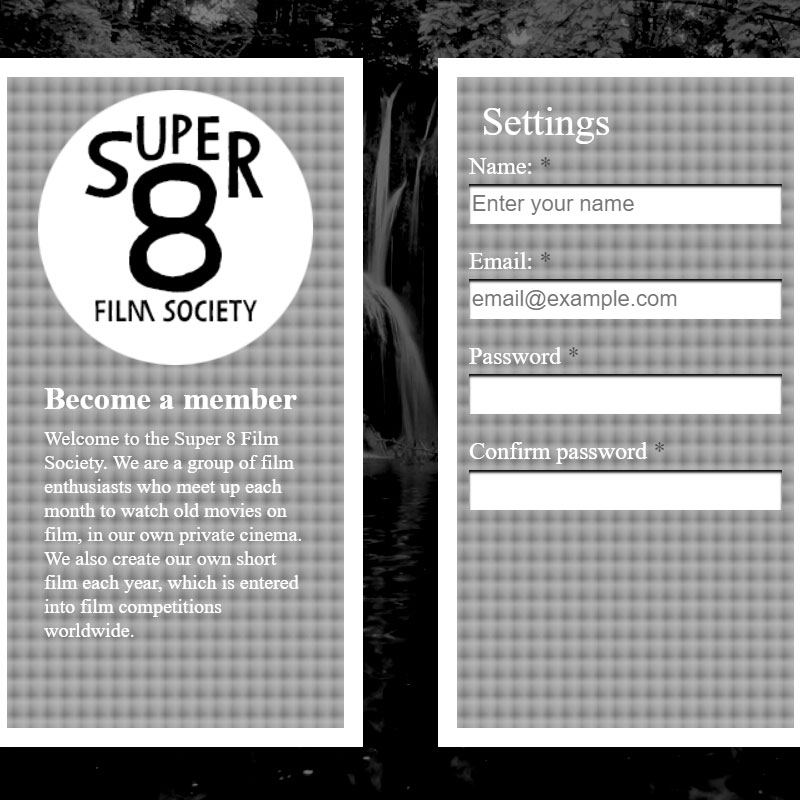 SUPER
8
FILM SOCIETY
Become a member
Welcome to the Super 8 Film
Society. We are a group of film
enthusiasts who meet up each
month to watch old movies on
film, in our own private cinema.
We also create our own short
film each year, which is entered
into film competitions
worldwide.
Settings
Name: *
Enter your name
Email: *
email@example.com
Password *
Confirm password *